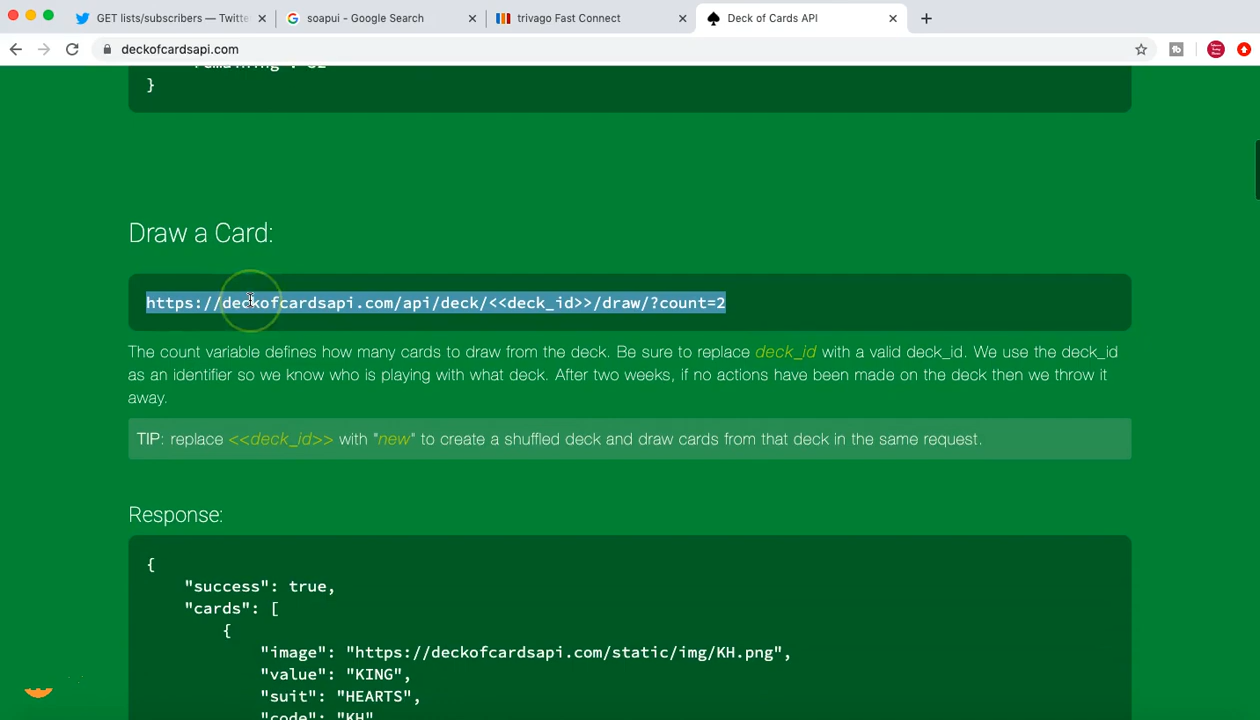 GET lists/subscribers — Twitte
soapui - Google Search
trivago Fast Connect
Deck of Cards API
deckofcardsapi.com
}
Draw a Card:
https://deckofcardsapi.com/api/deck/<<deck_id>>/draw/?count=2
The count variable defines how many cards to draw from the deck. Be sure to replace deck_id with a valid deck_id. We use the deck_id
as an identifier so we know who is playing with what deck. After two weeks, if no actions have been made on the deck then we throw it
away.
TIP: replace <<deck_id>> with "new" to create a shuffled deck and draw cards from that deck in the same request.
Response:
{
"success": true,
"cards": [
{
"image": "https://deckofcardsapi.com/static/img/KH.png",
"value": "KING",
"suit": "HEARTS",
"code": "KH"